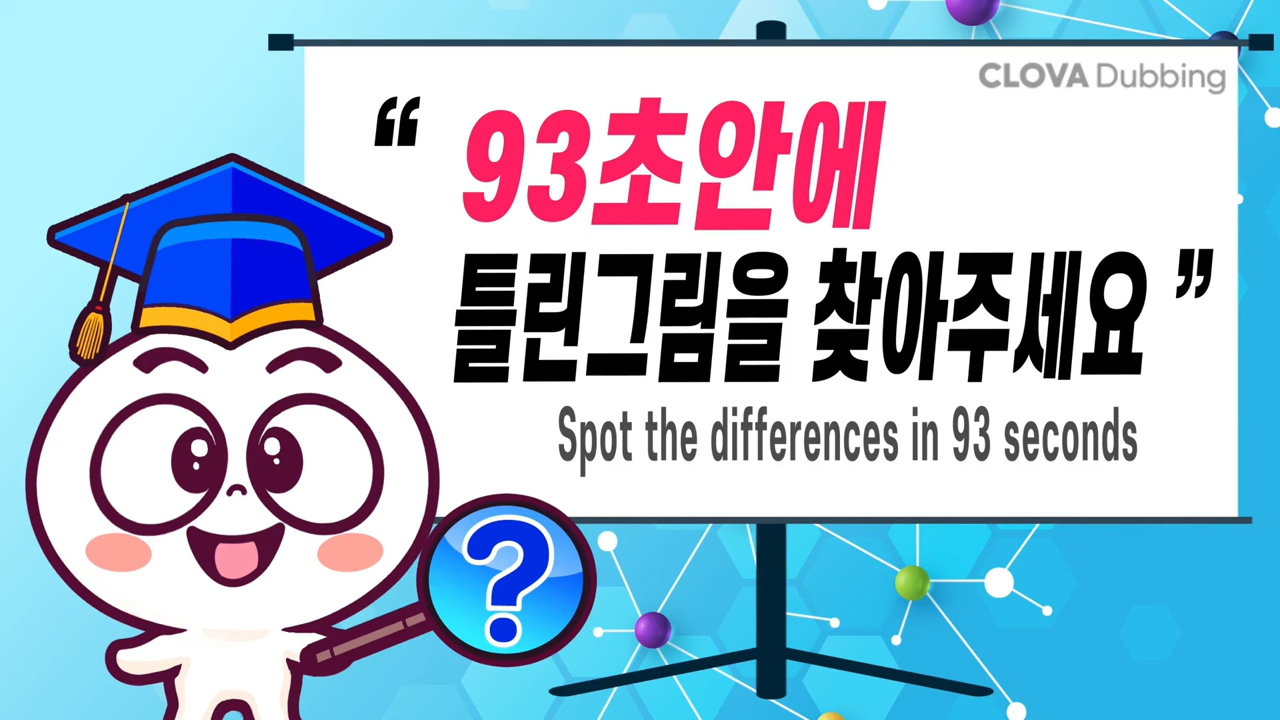 CLOVA Dubbing
“ 93초안에
틀린그림을 찾아주세요 ”
Spot the differences in 93 seconds
?